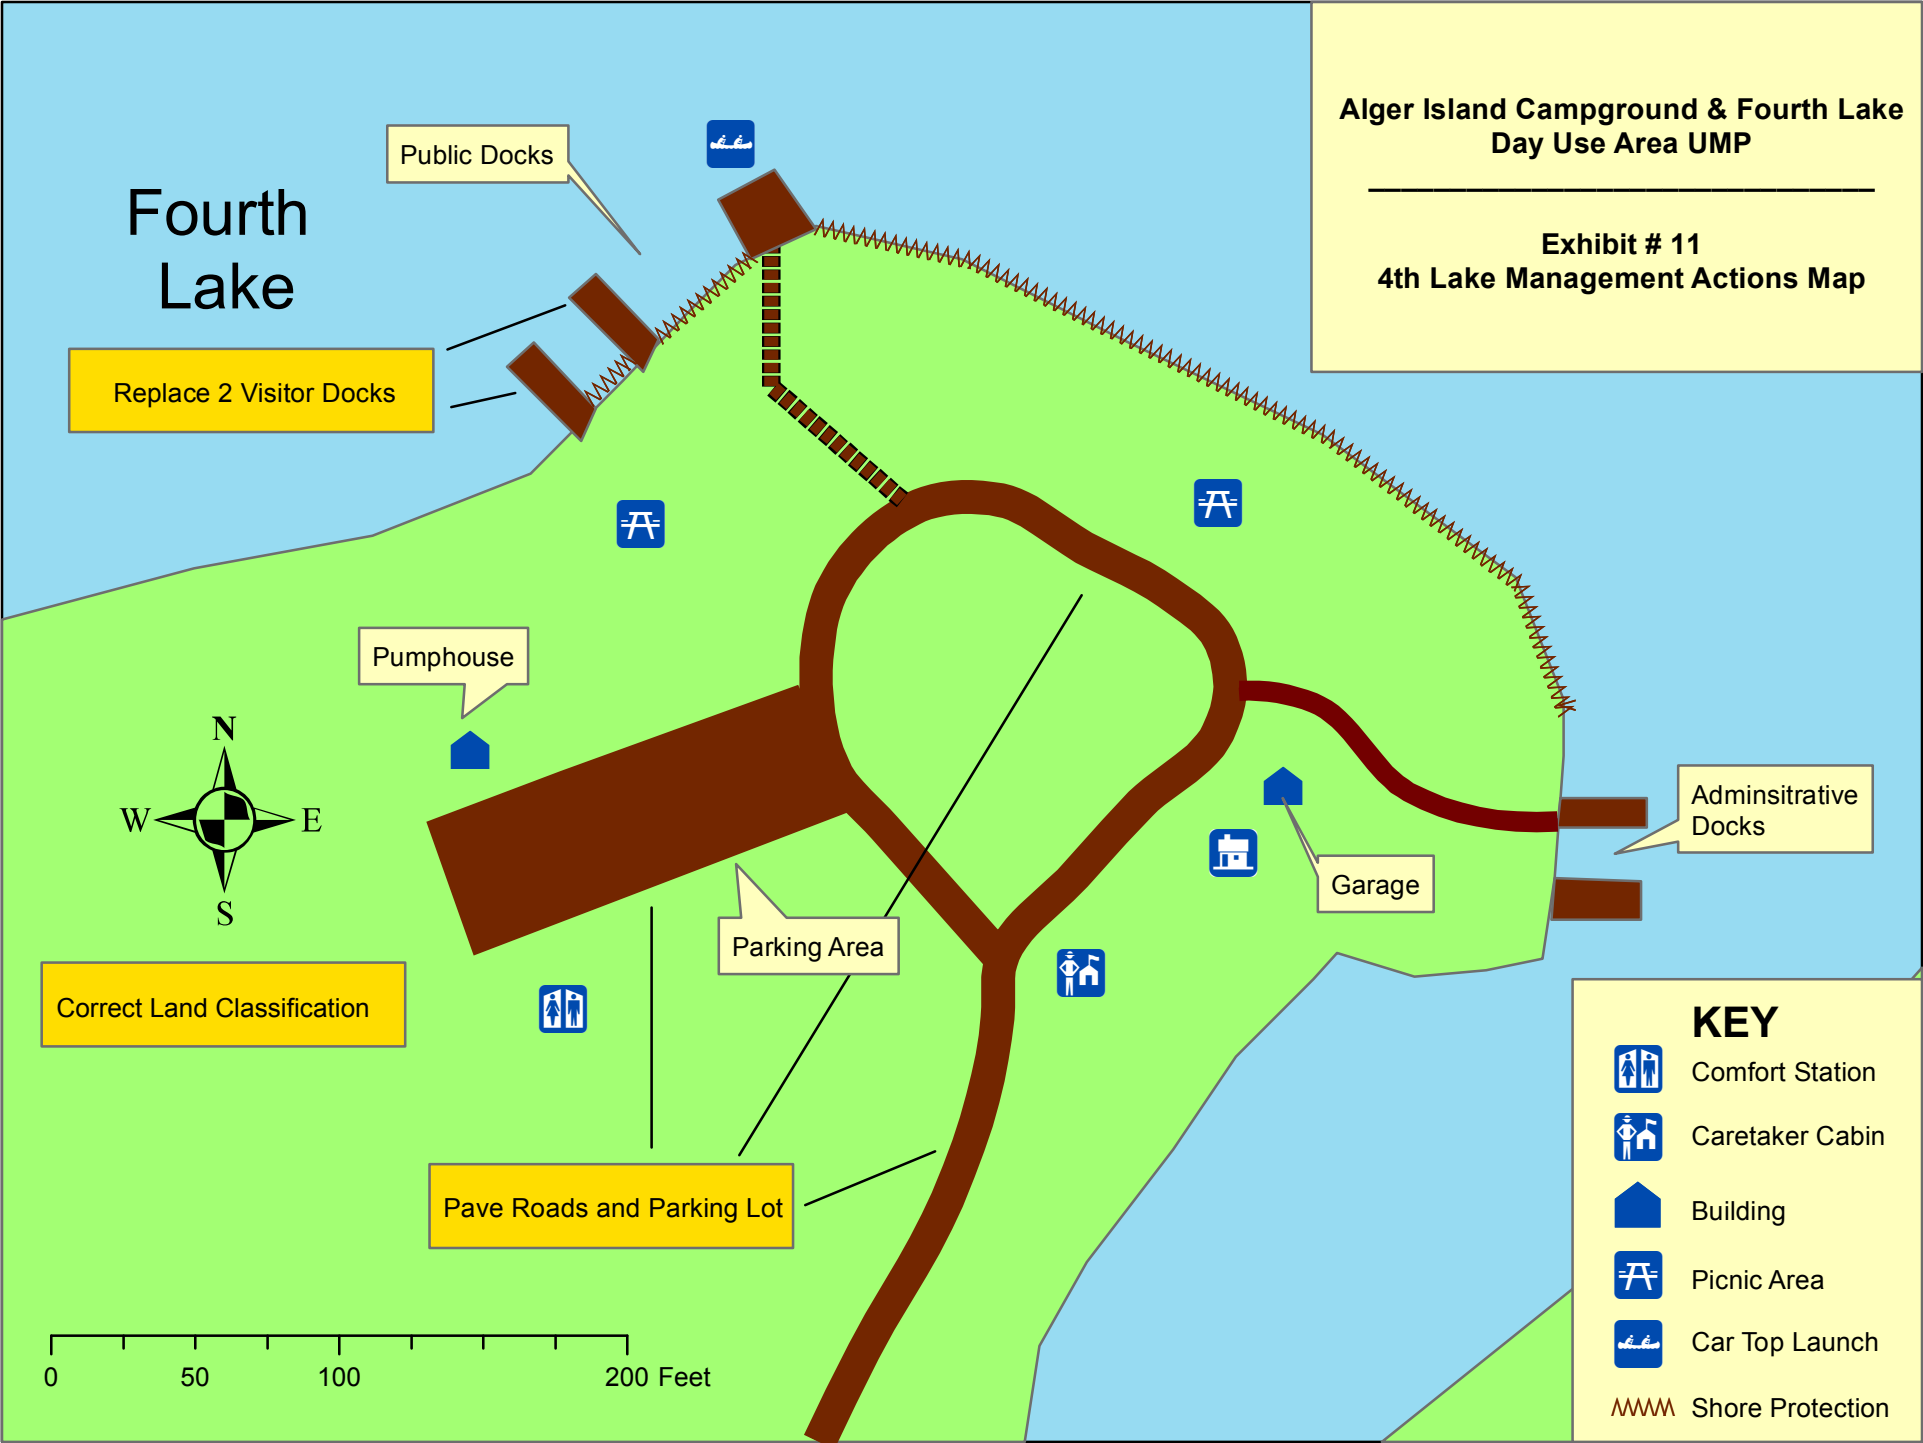 Alger Island Campground & Fourth Lake
Day Use Area UMP
Exhibit # 11
4th Lake Management Actions Map
Public Docks
Fourth
Lake
Replace 2 Visitor Docks
Pumphouse
N
W
E
S
Adminsitrative
Docks
Garage
Parking Area
Correct Land Classification
Pave Roads and Parking Lot
0
50
100
200 Feet
KEY
Comfort Station
Caretaker Cabin
Building
Picnic Area
Car Top Launch
Shore Protection